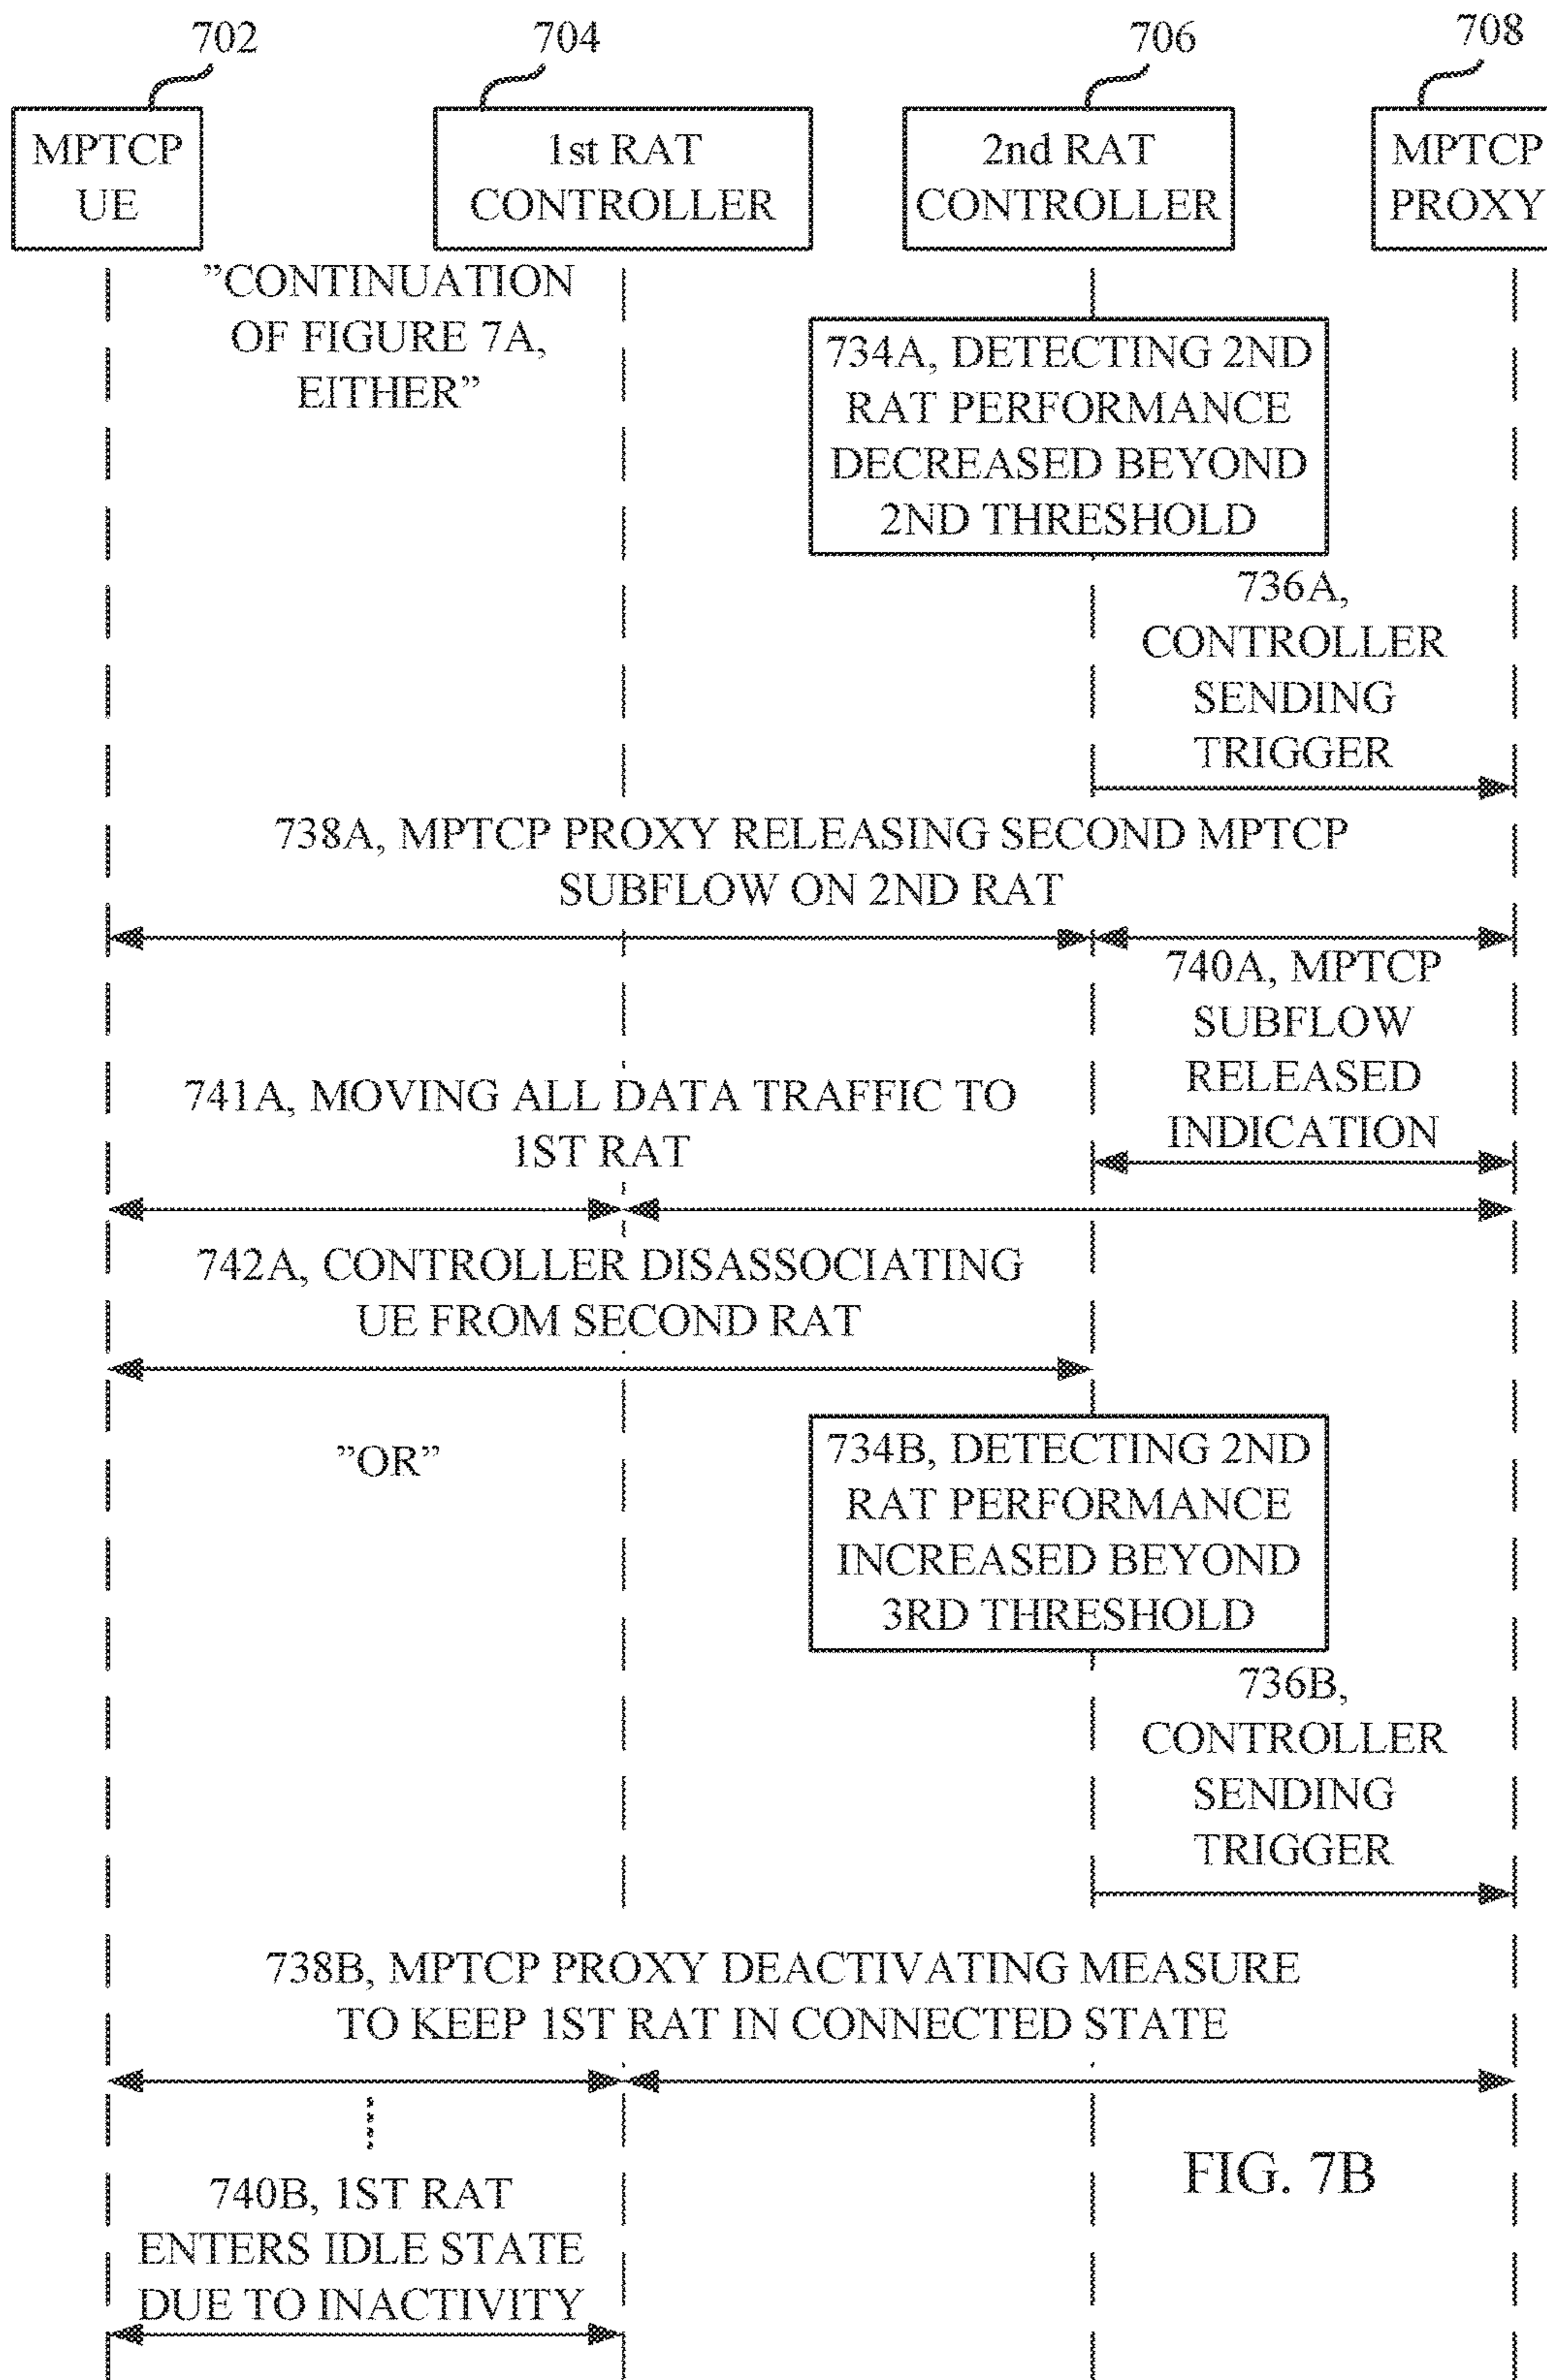 702
704
706
708
MPTCP
UE
1st RAT
CONTROLLER
2nd RAT
CONTROLLER
MPTCP
PROXY
”CONTINUATION
OF FIGURE 7A,
EITHER”
734A, DETECTING 2ND
RAT PERFORMANCE
DECREASED BEYOND
2ND THRESHOLD
736A,
CONTROLLER
SENDING
TRIGGER
738A, MPTCP PROXY RELEASING SECOND MPTCP
SUBFLOW ON 2ND RAT
740A, MPTCP
SUBFLOW
RELEASED
INDICATION
741A, MOVING ALL DATA TRAFFIC TO
1ST RAT
742A, CONTROLLER DISASSOCIATING
UE FROM SECOND RAT
”OR”
734B, DETECTING 2ND
RAT PERFORMANCE
INCREASED BEYOND
3RD THRESHOLD
736B,
CONTROLLER
SENDING
TRIGGER
738B, MPTCP PROXY DEACTIVATING MEASURE
TO KEEP 1ST RAT IN CONNECTED STATE
740B, 1ST RAT
ENTERS IDLE STATE
DUE TO INACTIVITY
FIG. 7B